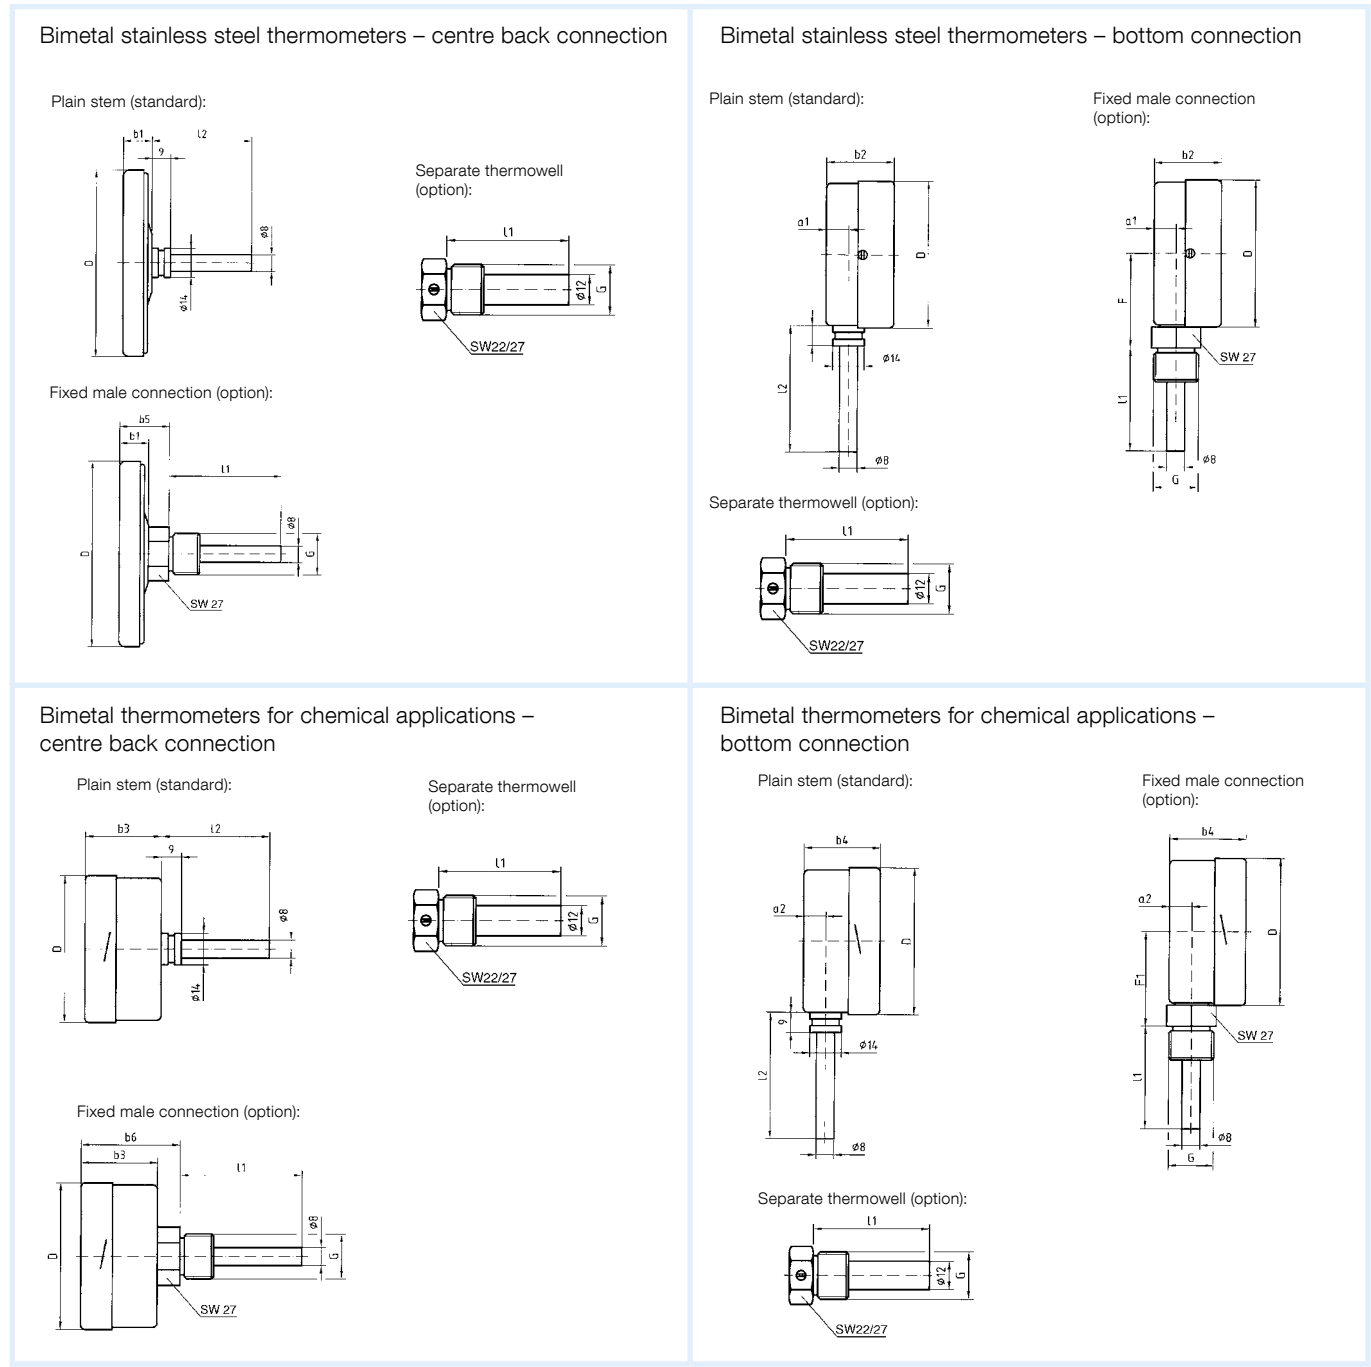 Bimetal stainless steel thermometers – centre back connection
Plain stem (standard):
b1
l2
9
D
ø8
ø14
Separate thermowell
(option):
l1
ø12
G
SW22/27
Fixed male connection (option):
b5
b1
l1
D
ø8
G
SW 27
Bimetal stainless steel thermometers – bottom connection
Plain stem (standard):
b2
a1
D
ø14
l2
ø8
Fixed male connection
(option):
b2
a1
D
F
SW 27
l1
ø8
G
Separate thermowell (option):
l1
ø12
G
SW22/27
Bimetal thermometers for chemical applications –
centre back connection
Plain stem (standard):
b3
l2
9
D
ø8
ø14
Separate thermowell
(option):
l1
ø12
G
SW22/27
Fixed male connection (option):
b6
b3
l1
D
ø8
G
SW 27
Bimetal thermometers for chemical applications –
bottom connection
Plain stem (standard):
b4
a2
D
9
ø14
l2
ø8
Fixed male connection
(option):
b4
a2
D
F1
SW 27
l1
ø8
G
Separate thermowell (option):
l1
ø12
G
SW22/27